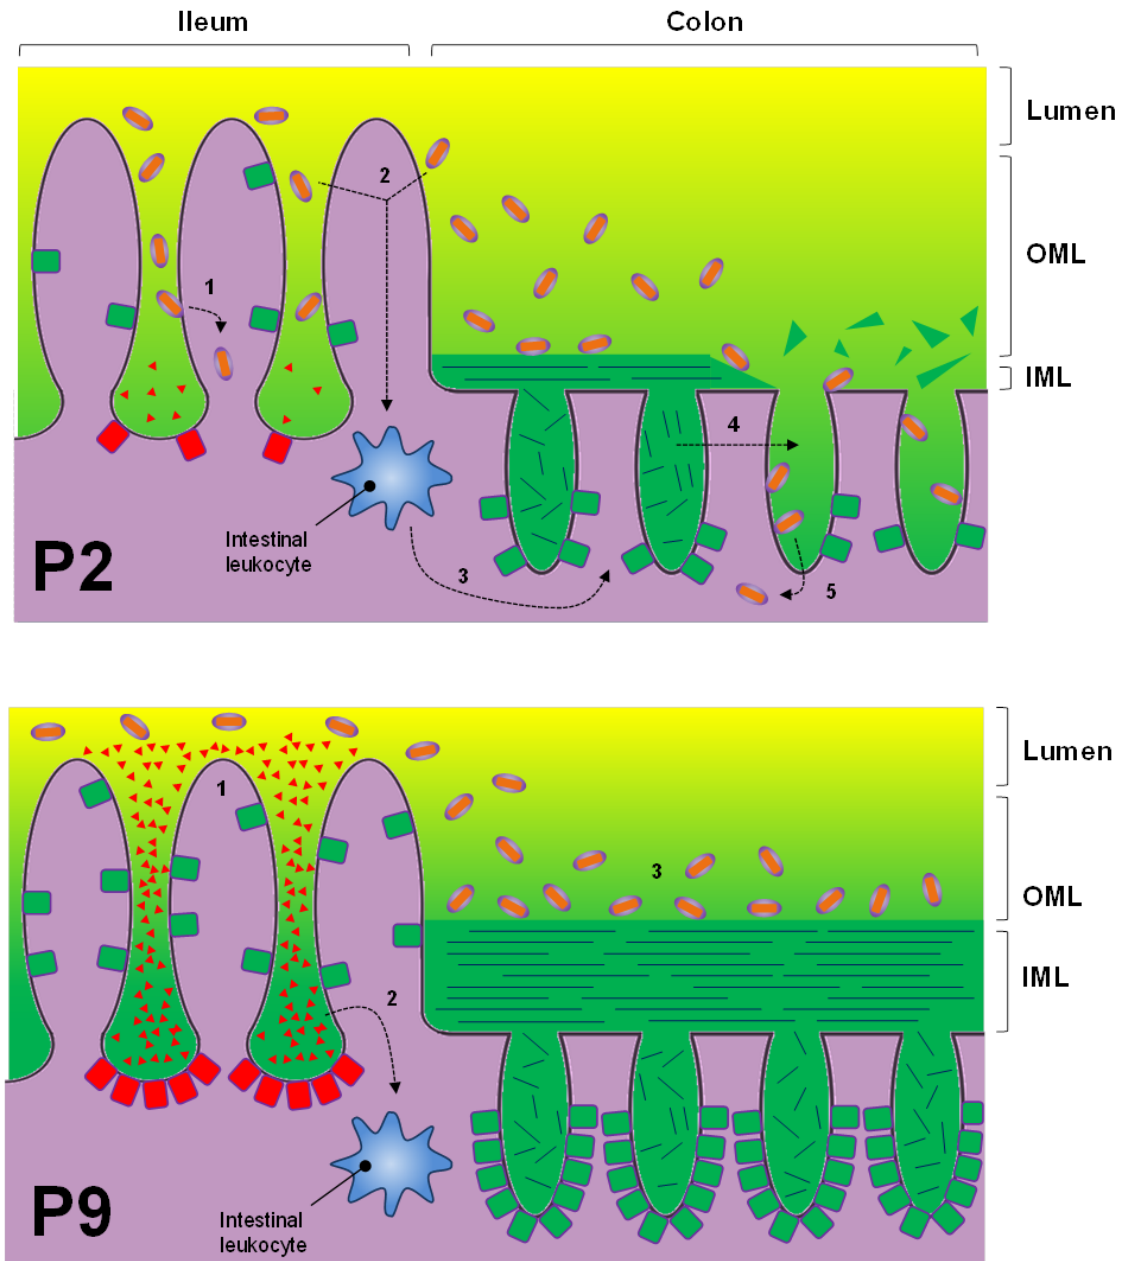 Ileum
Colon
Lumen
OML
IML
1
2
3
4
5
Intestinal
leukocyte
P2
Lumen
OML
IML
1
2
3
Intestinal
leukocyte
P9